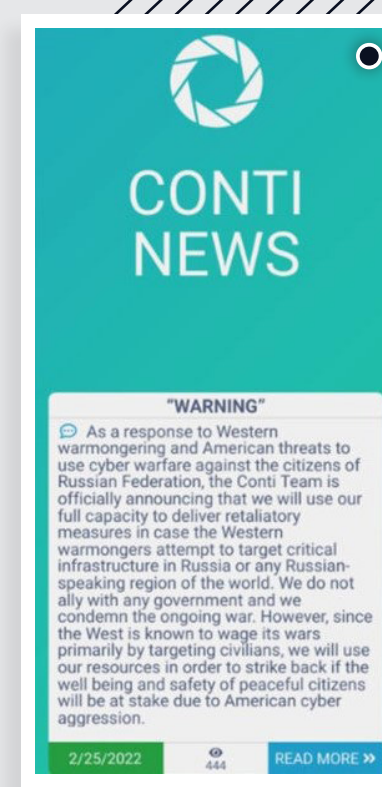 CONTI
NEWS
"WARNING"
As a response to Western
warmongering and American threats to
use cyber warfare against the citizens of
Russian Federation, the Conti Team is
officially announcing that we will use our
full capacity to deliver retaliatory
measures in case the Western
warmongers attempt to target critical
infrastructure in Russia or any Russian-
speaking region of the world. We do not
ally with any government and we
condemn the ongoing war. However, since
the West is known to wage its wars
primarily by targeting civilians, we will use
our resources in order to strike back if the
well being and safety of peaceful citizens
will be at stake due to American cyber
aggression.
2/25/2022 444 READ MORE »